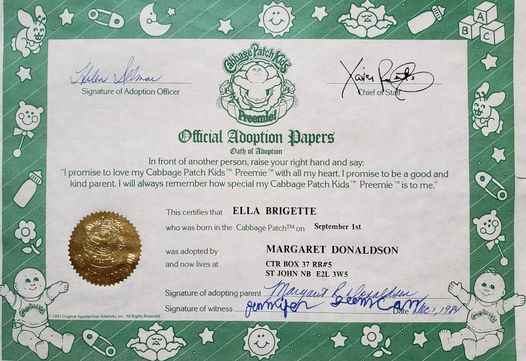 Cabbage Patch Kids™
Preemie!
Signature of Adoption Officer
Xavier Roberts
Chief of Staff
Official Adoption Papers
Oath of Adoption
In front of another person, raise your right hand and say:
"I promise to love my Cabbage Patch Kids™ Preemie™ with all my heart. I promise to be a good and
kind parent. I will always remember how special my Cabbage Patch Kids™ Preemie™ is to me."
This certifies that ELLA BRIGETTE
who was born in the Cabbage Patch™ on September 1st
was adopted by MARGARET DONALDSON
and now lives at CTR BOX 37 RR#5
ST JOHN NB E2L 3W5
Signature of adopting parent Margaret Donaldson
Signature of witness Jennifer
Date Dec 1, 1984
©1983 Original Appalachian Artworks, Inc. All Rights Reserved.